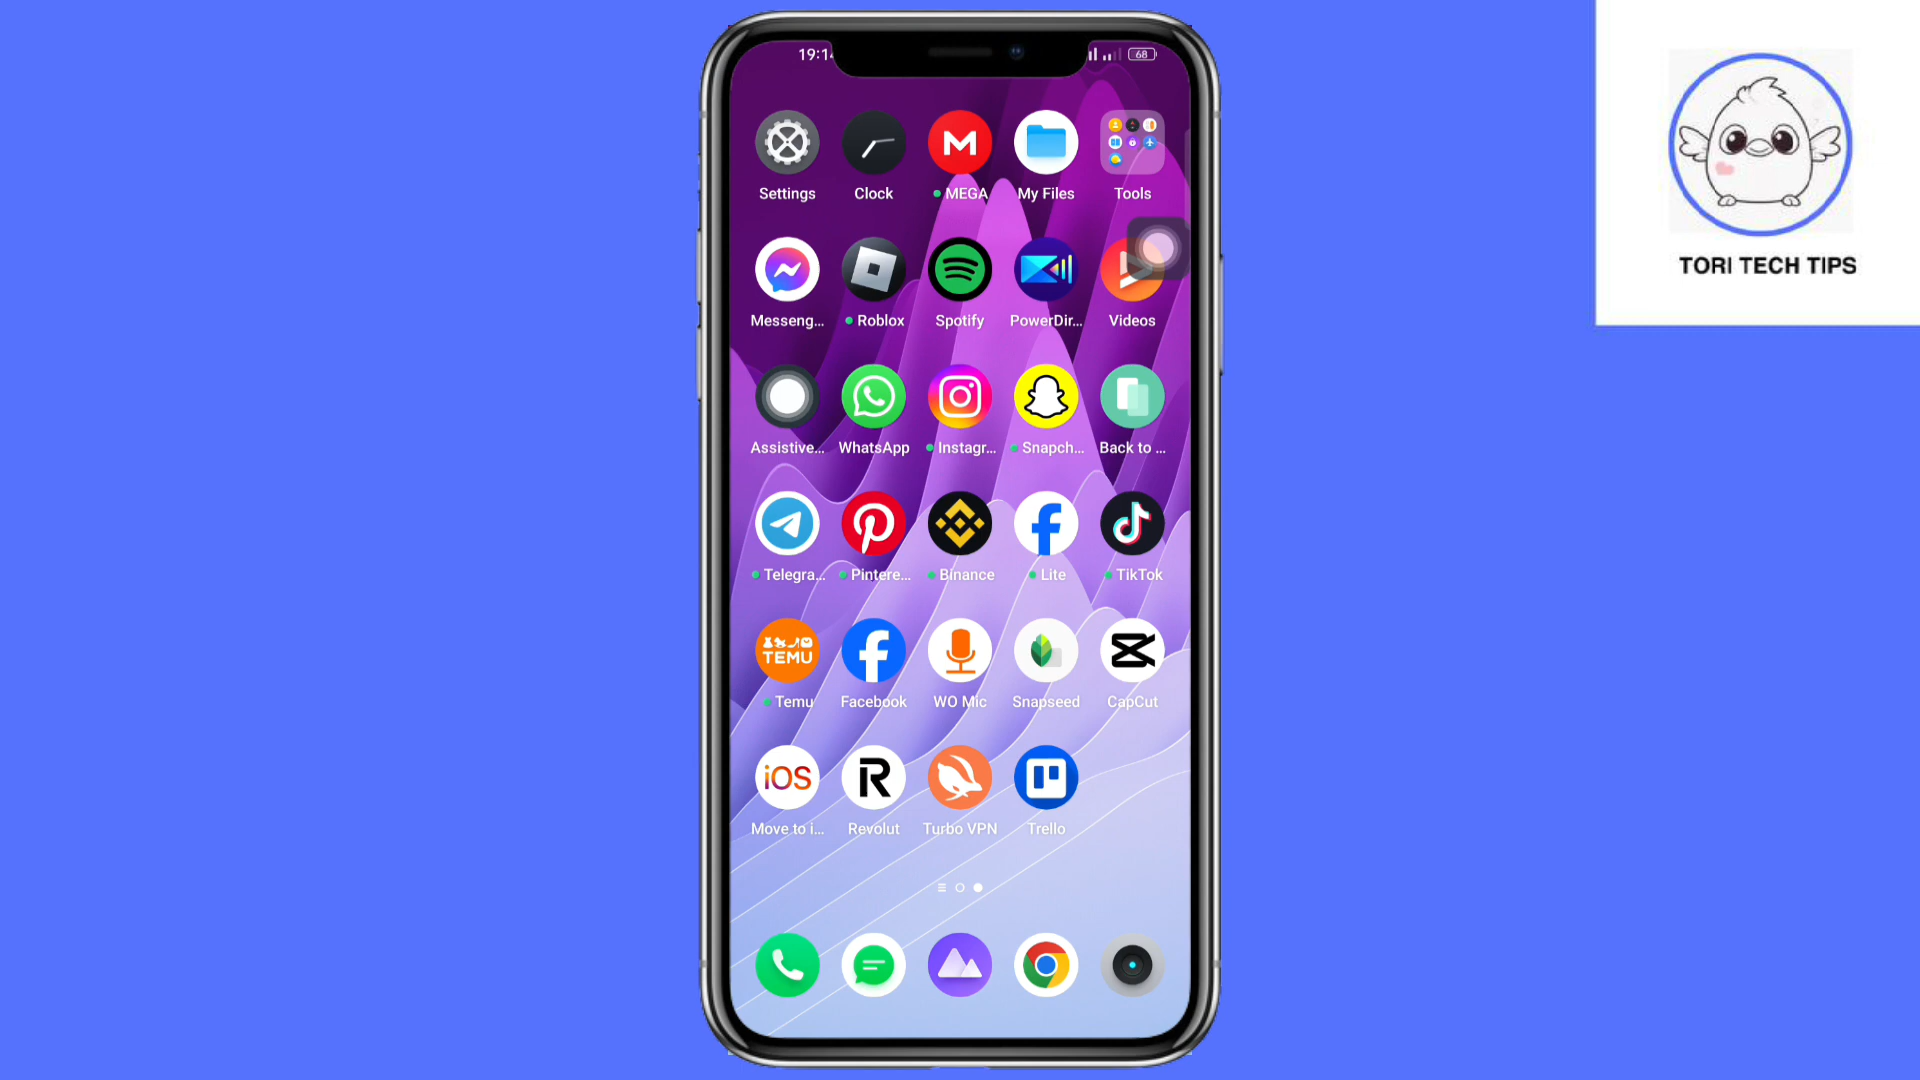 19:1
68
Settings
Clock
MEGA
My Files
Tools
Messeng...
Roblox
Spotify
PowerDir...
Videos
Assistive...
WhatsApp
Instagr...
Snapch...
Back to ...
Telegra...
Pintere...
Binance
Lite
TikTok
TEMU
Temu
Facebook
WO Mic
Snapseed
CapCut
iOS
Move to i...
Revolut
Turbo VPN
Trello
TORI TECH TIPS